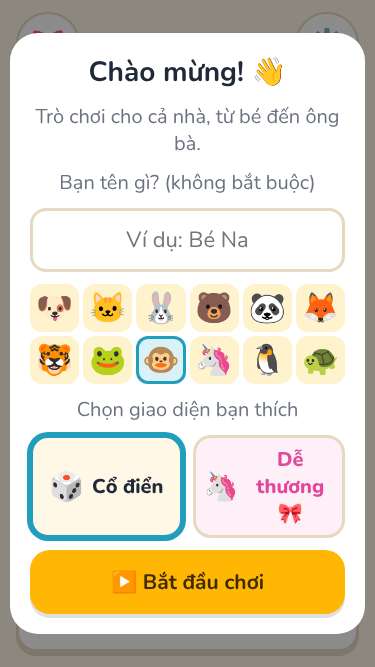 Chào mừng! 👋
Trò chơi cho cả nhà, từ bé đến ông
bà.
Bạn tên gì? (không bắt buộc)
Ví dụ: Bé Na
Chọn giao diện bạn thích
Cổ điển
Dễ
thương
Bắt đầu chơi